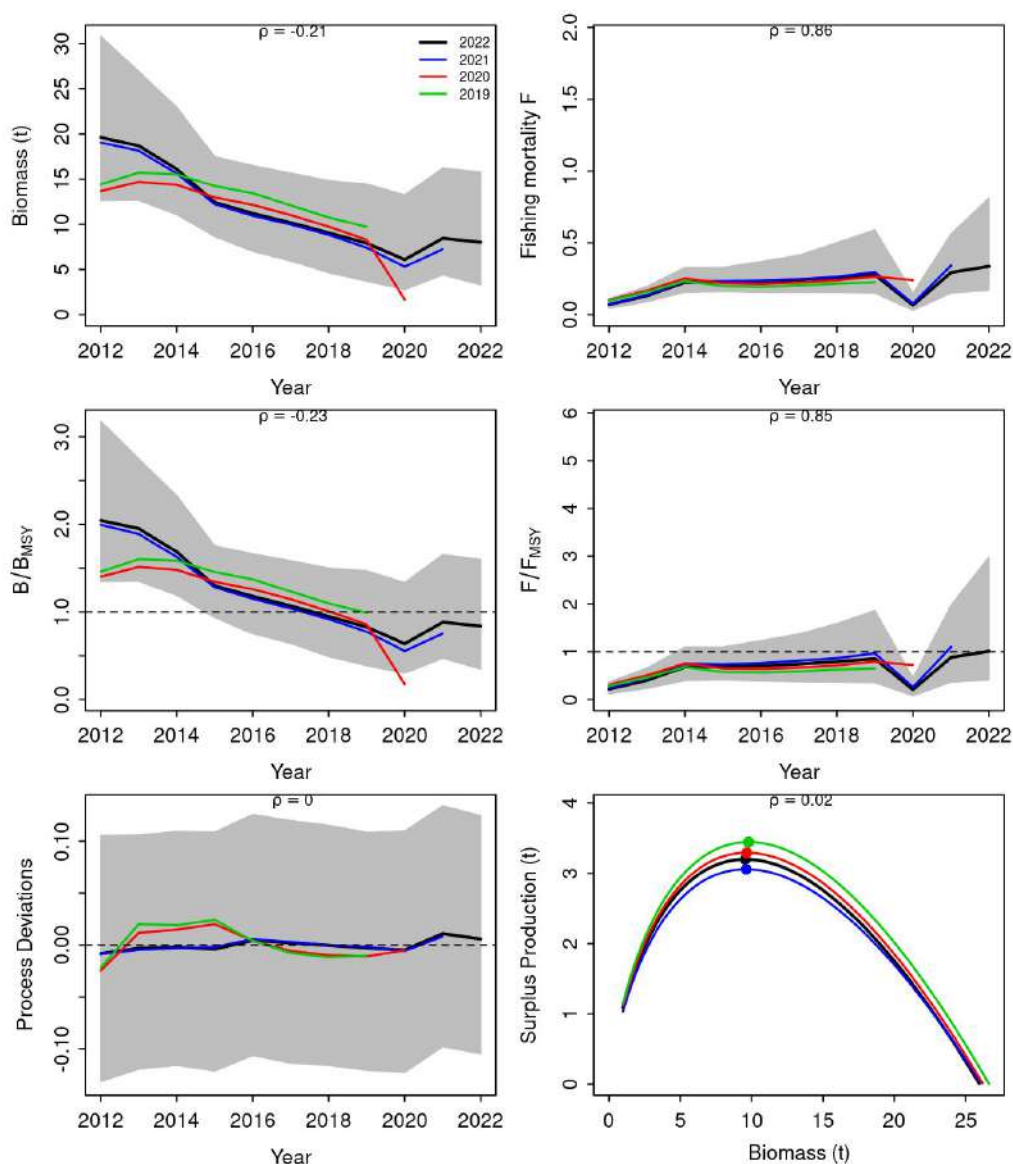 ρ = -0.21
2022
2021
2020
2019
Biomass (t)
0 5 10 15 20 25 30
2012 2014 2016 2018 2020 2022
Year
ρ = 0.86
Fishing mortality F
0.0 0.5 1.0 1.5 2.0
2012 2014 2016 2018 2020 2022
Year
ρ = -0.23
B/BMSY
0.0 1.0 2.0 3.0
2012 2014 2016 2018 2020 2022
Year
ρ = 0.85
F/FMSY
0 1 2 3 4 5 6
2012 2014 2016 2018 2020 2022
Year
ρ = 0
Process Deviations
-0.10 0.00 0.10
2012 2014 2016 2018 2020 2022
Year
ρ = 0.02
Surplus Production (t)
0 1 2 3 4
0 5 10 15 20 25
Biomass (t)